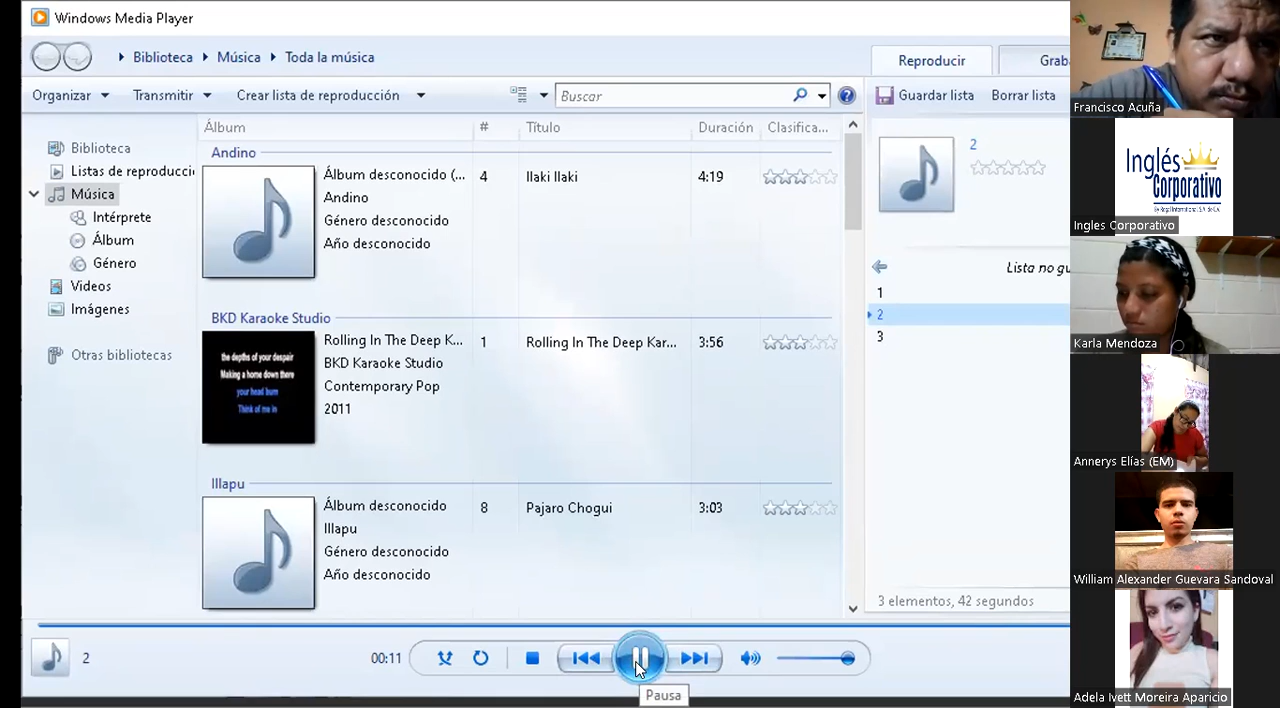 Windows Media Player
Biblioteca Música Toda la música
Reproducir Grab
Organizar Transmitir Crear lista de reproducción Buscar Guardar lista Borrar lista
Álbum # Título Duración Clasifica...
Biblioteca
Listas de reproducci
Música
Intérprete
Álbum
Género
Videos
Imágenes
Otras bibliotecas
Andino
Álbum desconocido (... 4 Ilaki Ilaki 4:19
Andino
Género desconocido
Año desconocido
BKD Karaoke Studio
the depths of your despair
Making a home down there
your head burn
Think of me in
Rolling In The Deep K... 1 Rolling In The Deep Kar... 3:56
BKD Karaoke Studio
Contemporary Pop
2011
Illapu
Álbum desconocido 8 Pajaro Chogui 3:03
Illapu
Género desconocido
Año desconocido
2
Lista no gu
1
2
3
3 elementos, 42 segundos
2 00:11
Pausa
Francisco Acuña
Inglés
Corporativo
Ingles Corporativo
Karla Mendoza
Annerys Elías (EM)
William Alexander Guevara Sandoval
Adela Ivett Moreira Aparicio